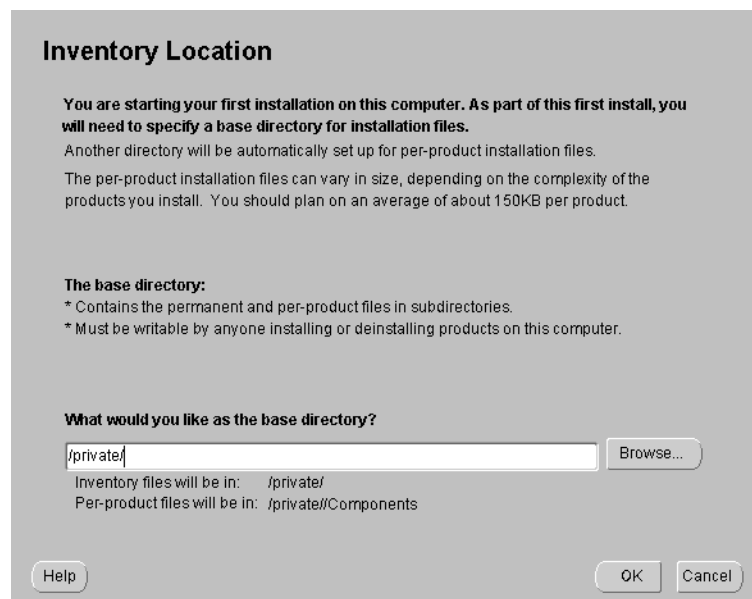 Inventory Location
You are starting your first installation on this computer. As part of this first install, you
will need to specify a base directory for installation files.
Another directory will be automatically set up for per-product installation files.
The per-product installation files can vary in size, depending on the complexity of the
products you install. You should plan on an average of about 150KB per product.
The base directory:
* Contains the permanent and per-product files in subdirectories.
* Must be writable by anyone installing or deinstalling products on this computer.
What would you like as the base directory?
/private/ Browse...
Inventory files will be in: /private/
Per-product files will be in: /private//Components
Help OK Cancel